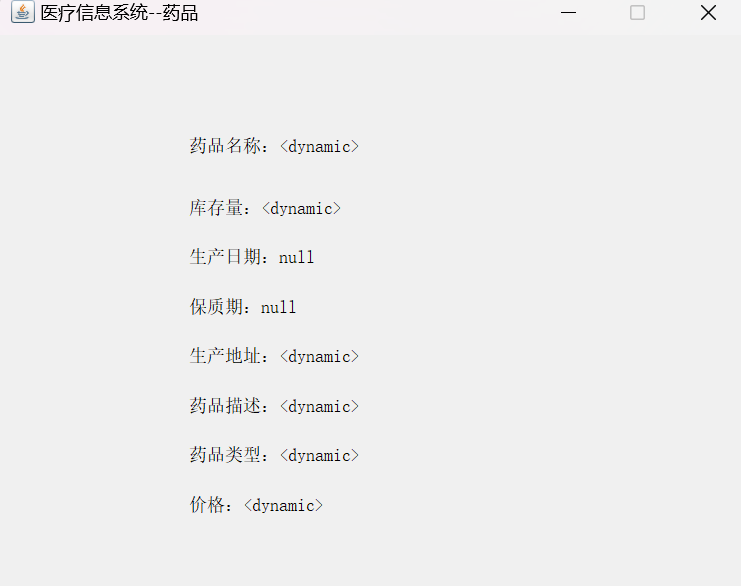 医疗信息系统--药品
药品名称：<dynamic>
库存量：<dynamic>
生产日期：null
保质期：null
生产地址：<dynamic>
药品描述：<dynamic>
药品类型：<dynamic>
价格：<dynamic>